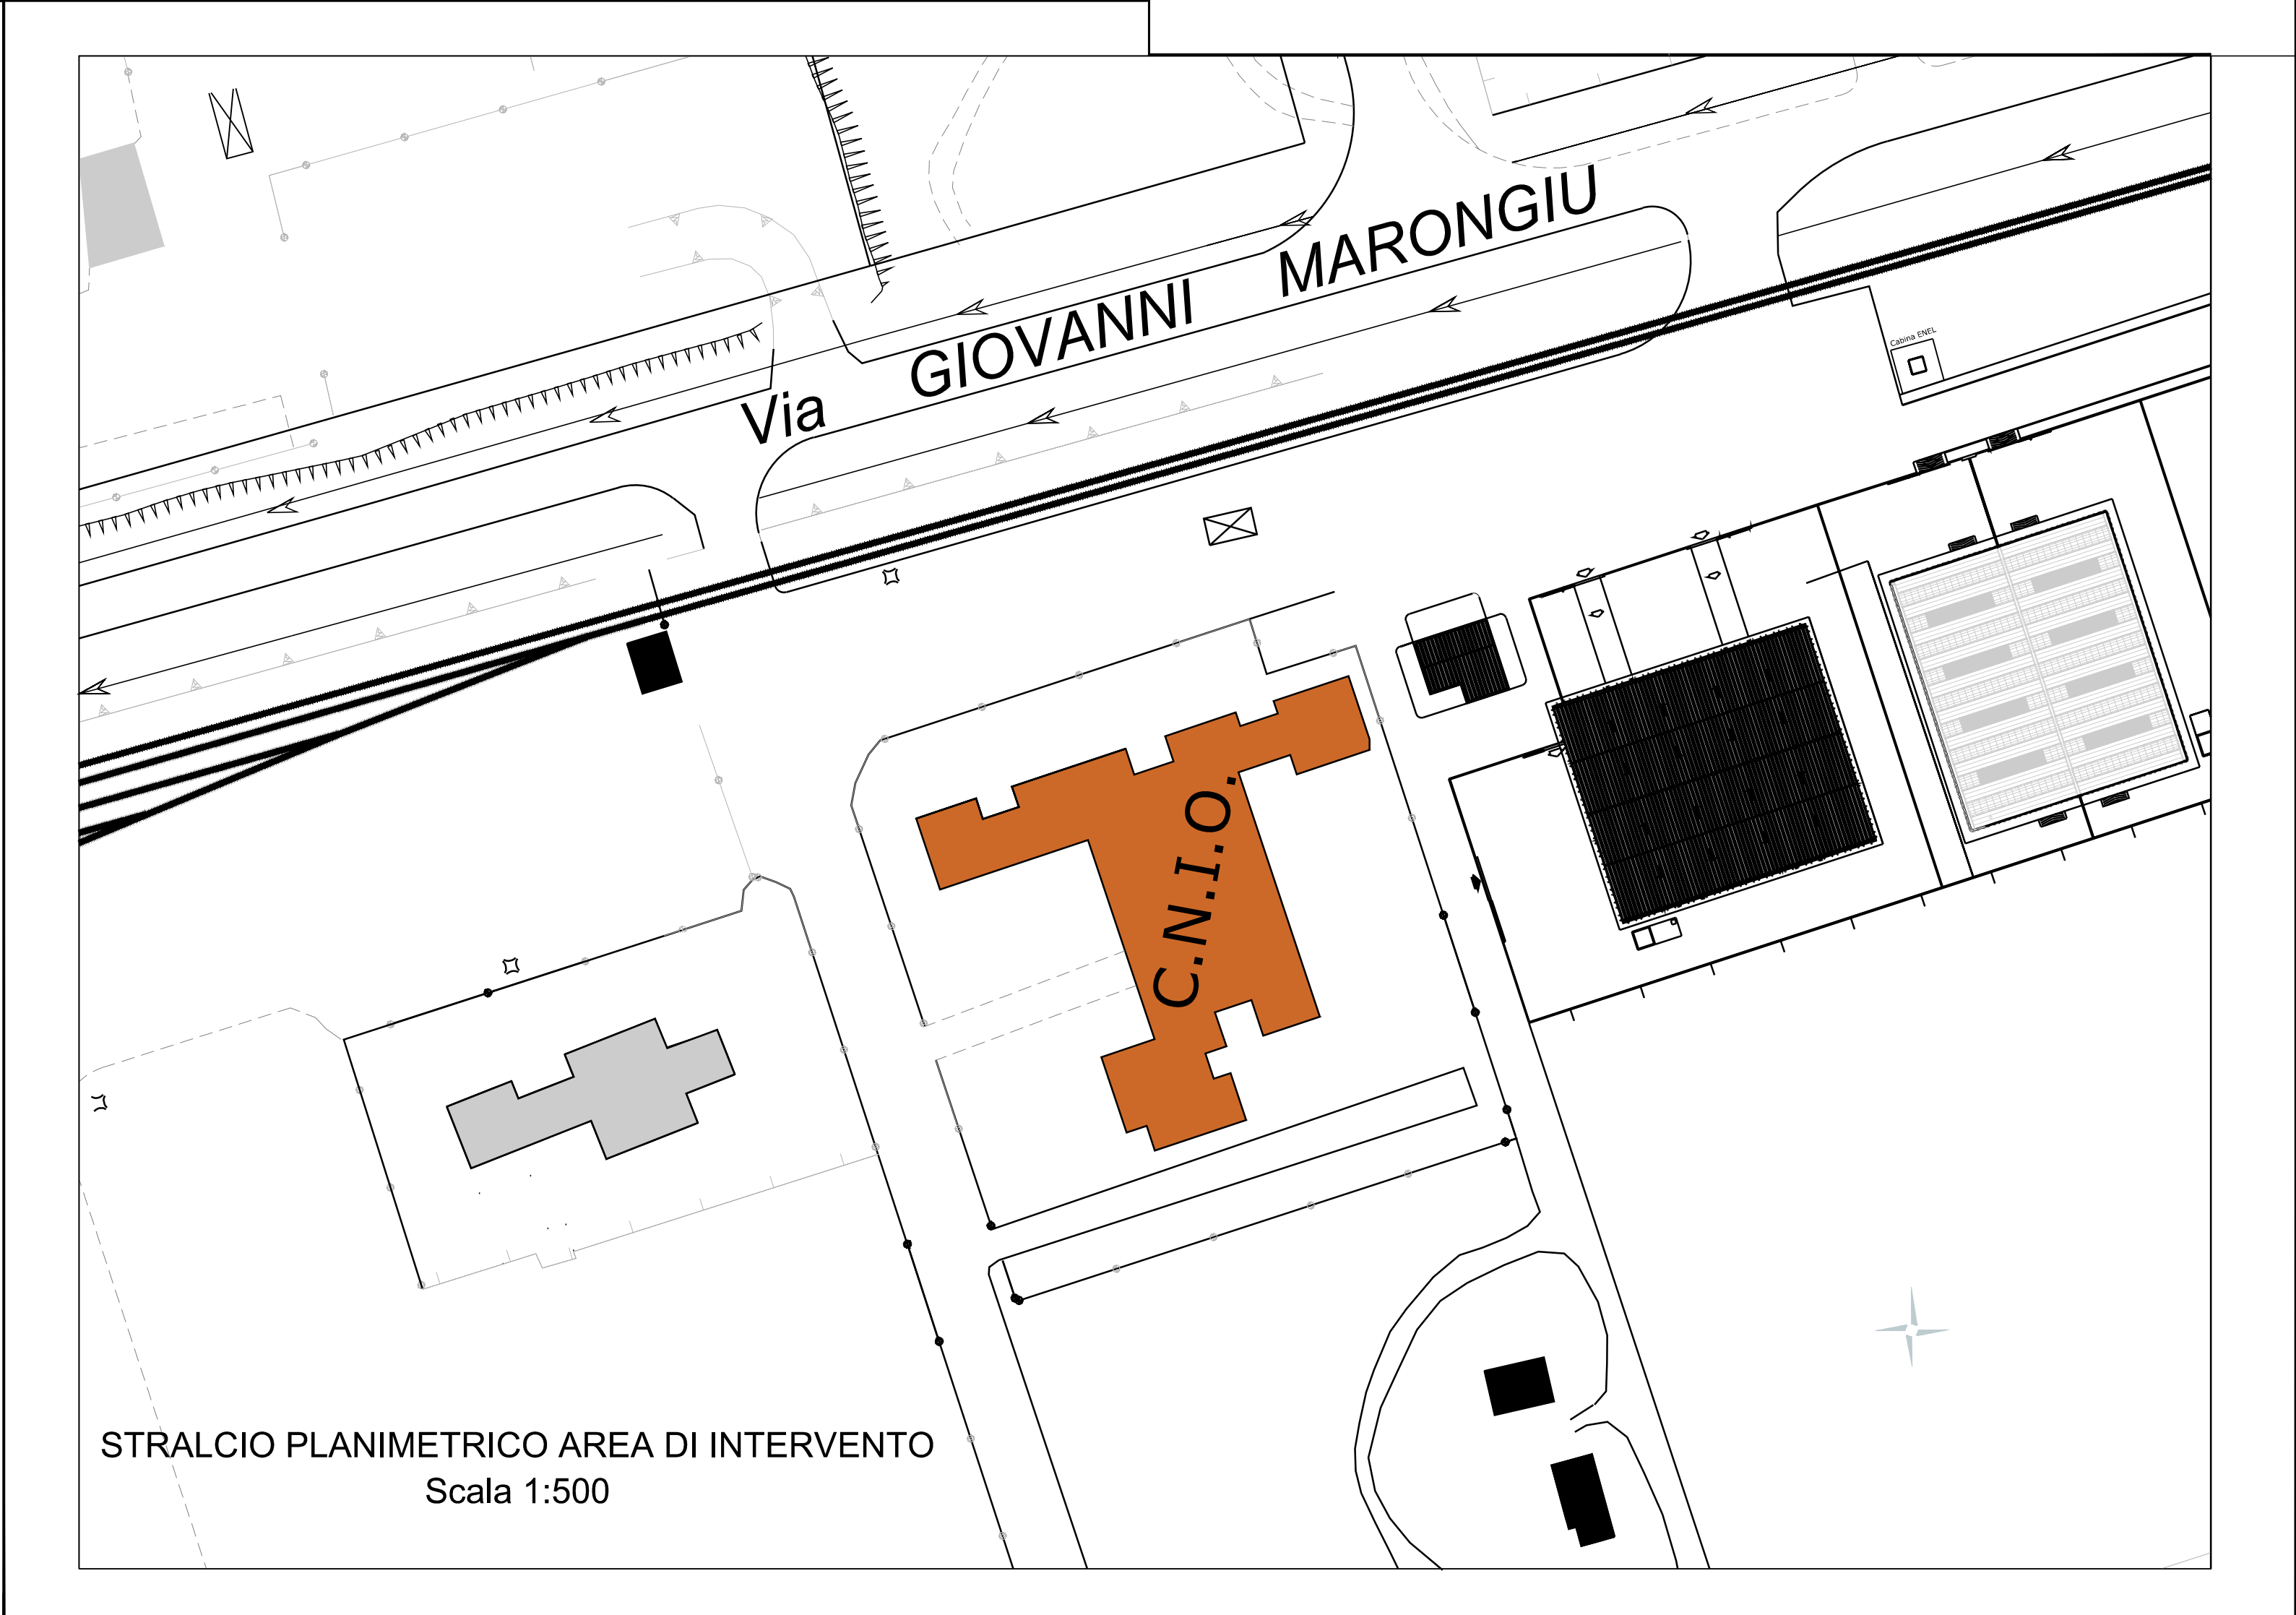 Via GIOVANNI MARONGIU
Cabina ENEL
C.N.I.O.
STRALCIO PLANIMETRICO AREA DI INTERVENTO
Scala 1:500